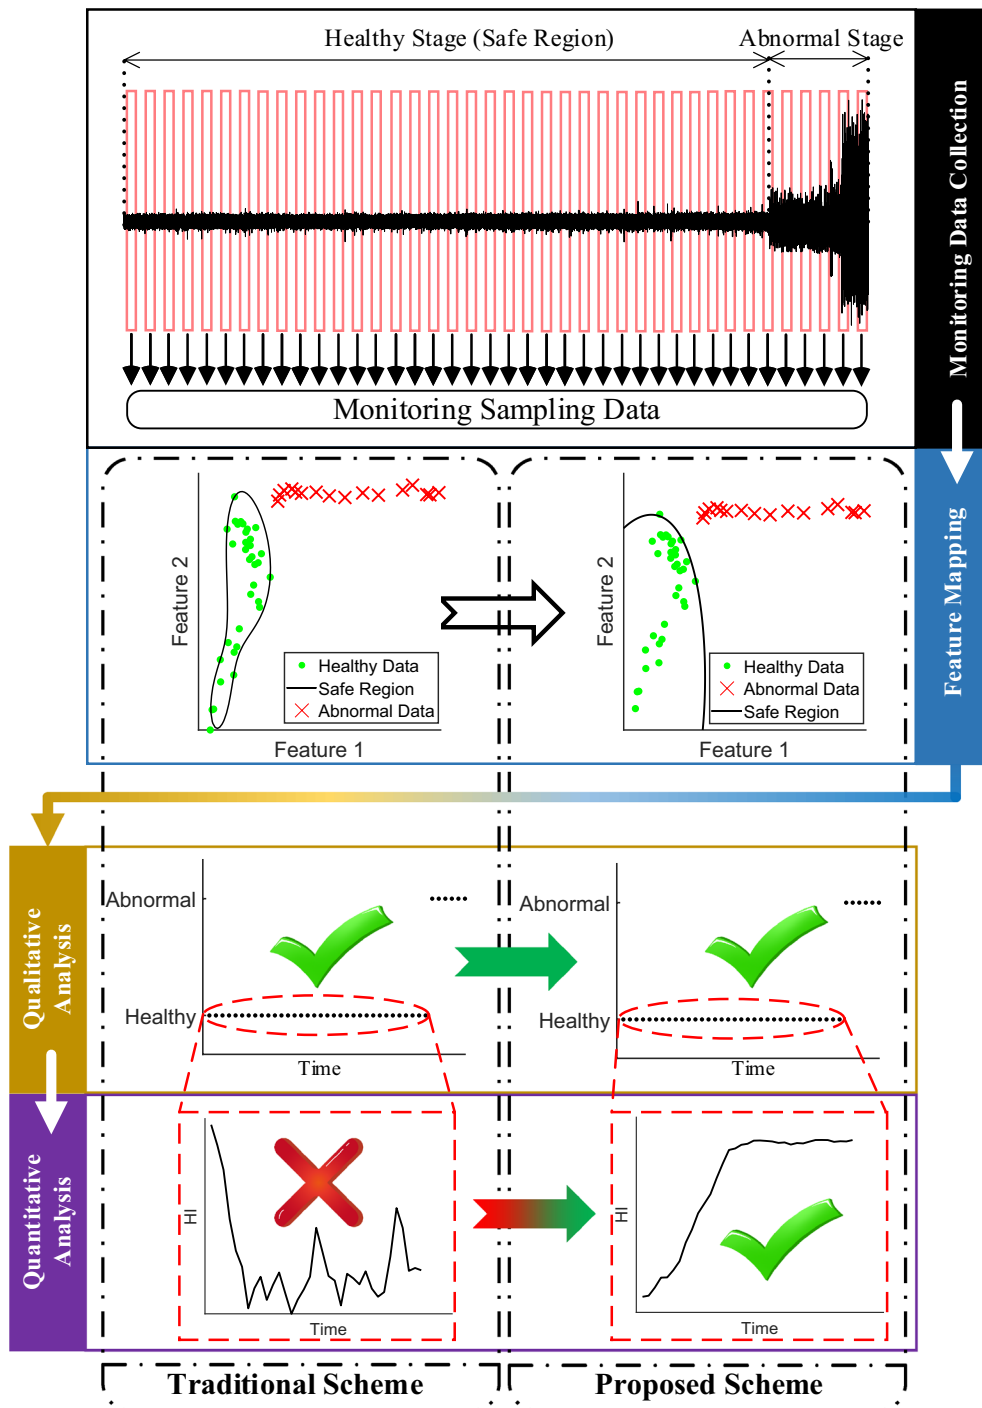 Healthy Stage (Safe Region)
Abnormal Stage
Monitoring Sampling Data
Monitoring Data Collection
Feature 2
Healthy Data
Safe Region
Abnormal Data
Feature 1
Feature 2
Healthy Data
Abnormal Data
Safe Region
Feature 1
Feature Mapping
Qualitative
Analysis
Abnormal
Healthy
Time
Abnormal
Healthy
Time
Quantitative
Analysis
HI
Time
HI
Time
Traditional Scheme
Proposed Scheme